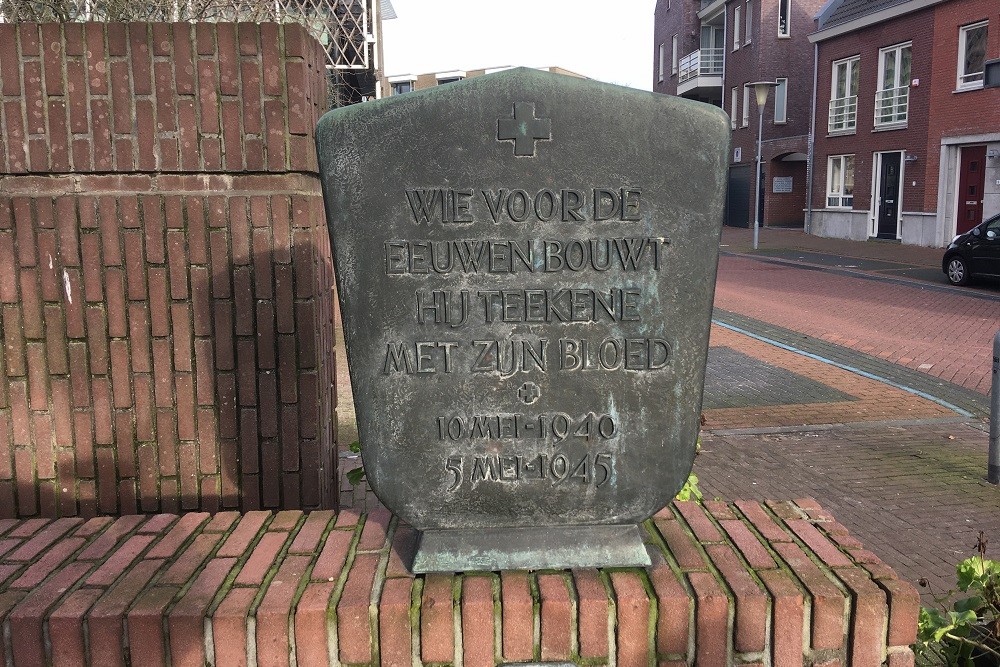 WIE VOOR DE
EEUWEN BOUWT
HIJ TEEKENE
MET ZIJN BLOED
10 MEI - 1940
5 MEI - 1945